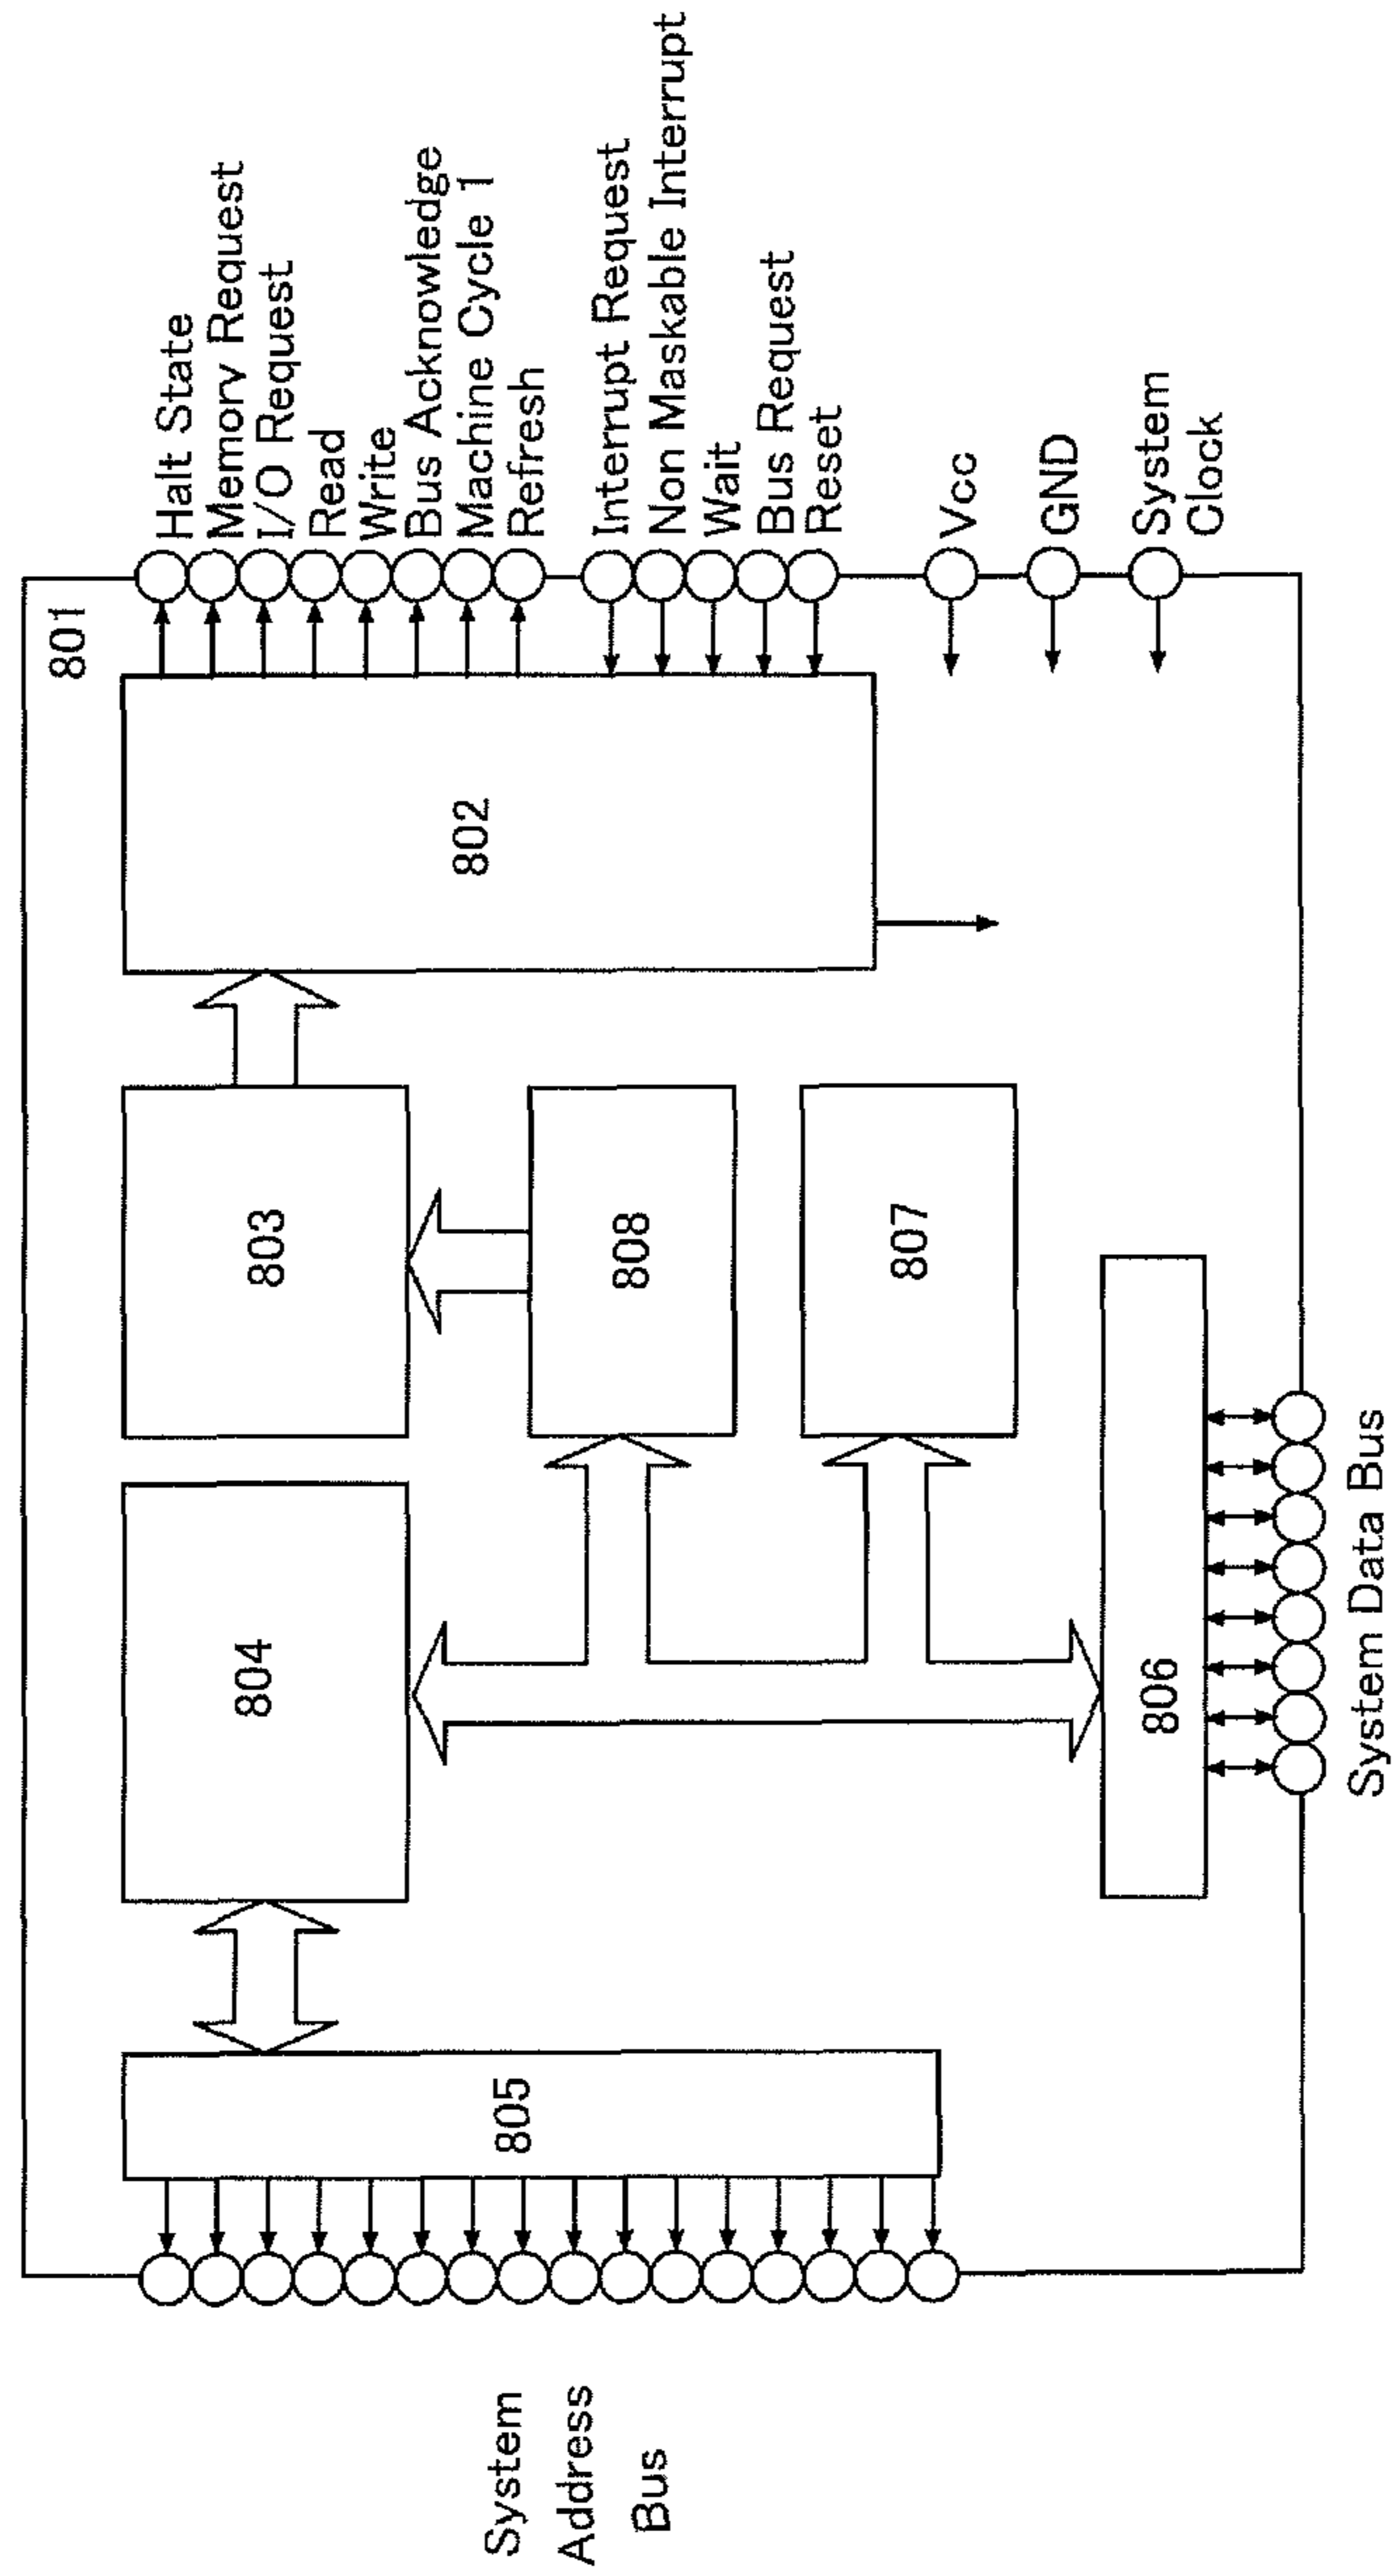 801
Halt State
Memory Request
I/O Request
Read
Write
Bus Acknowledge
Machine Cycle 1
Refresh
Interrupt Request
Non Maskable Interrupt
Wait
Bus Request
Reset
Vcc
GND
System
Clock
802
803
808
807
804
806
805
System
Address
Bus
System Data Bus